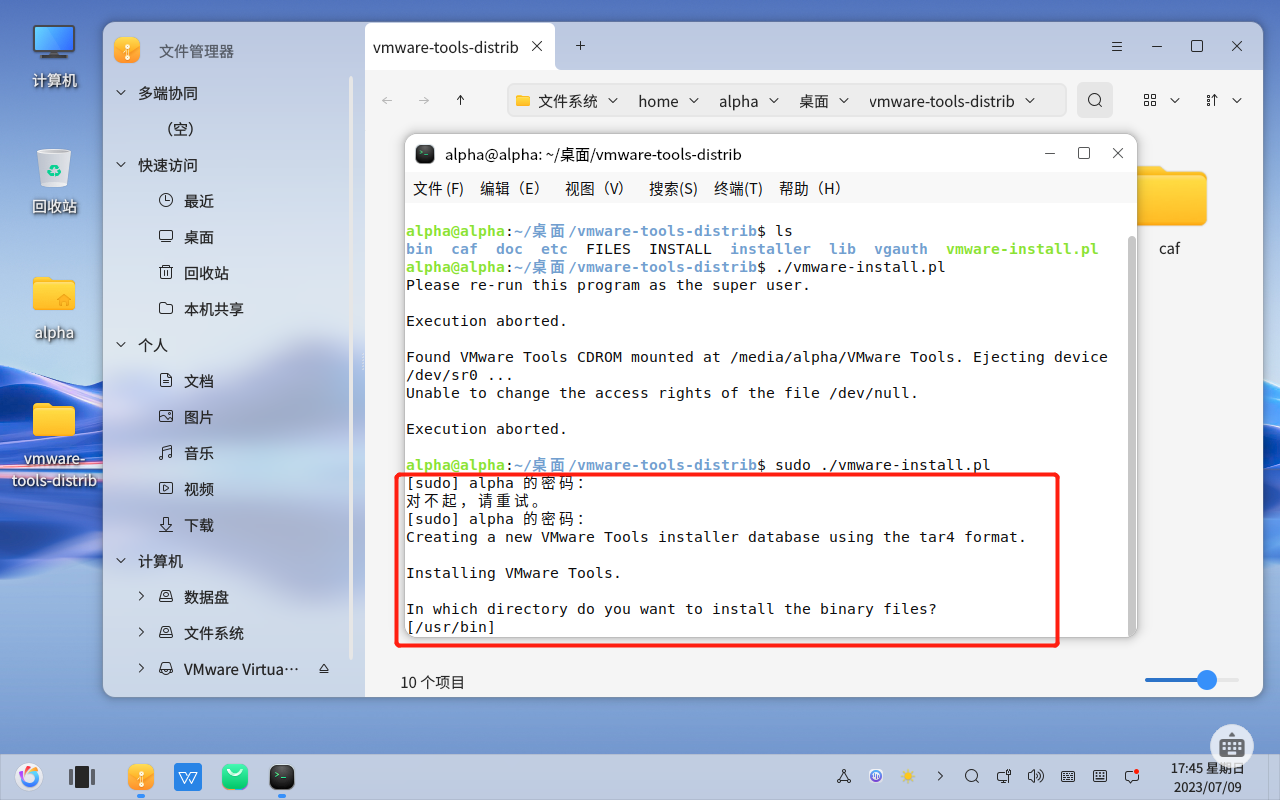 计算机
回收站
alpha
vmware-
tools-distrib
文件管理器
多端协同
（空）
快速访问
最近
桌面
回收站
本机共享
个人
文档
图片
音乐
视频
下载
计算机
数据盘
文件系统
VMware Virtua⋯
vmware-tools-distrib
文件系统 home alpha 桌面 vmware-tools-distrib
caf
alpha@alpha: ~/桌面/vmware-tools-distrib
文件 (F) 编辑（E） 视图（V） 搜索(S) 终端(T) 帮助（H）
alpha@alpha:~/桌面/vmware-tools-distrib$ ls
bin caf doc etc FILES INSTALL installer lib vgauth vmware-install.pl
alpha@alpha:~/桌面/vmware-tools-distrib$ ./vmware-install.pl
Please re-run this program as the super user.
Execution aborted.
Found VMware Tools CDROM mounted at /media/alpha/VMware Tools. Ejecting device
/dev/sr0 ...
Unable to change the access rights of the file /dev/null.
Execution aborted.
alpha@alpha:~/桌面/vmware-tools-distrib$ sudo ./vmware-install.pl
[sudo] alpha 的密码：
对不起，请重试。
[sudo] alpha 的密码：
Creating a new VMware Tools installer database using the tar4 format.
Installing VMware Tools.
In which directory do you want to install the binary files?
[/usr/bin]
10 个项目
17:45 星期日
2023/07/09